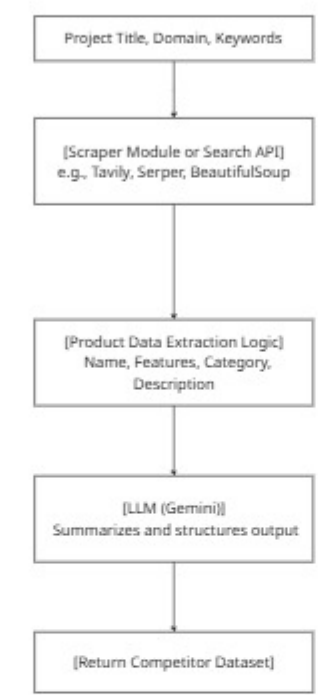 Project Title, Domain, Keywords
[Scraper Module or Search API]
e.g., Tavily, Serper, BeautifulSoup
[Product Data Extraction Logic]
Name, Features, Category,
Description
[LLM (Gemini)]
Summarizes and structures output
[Return Competitor Dataset]